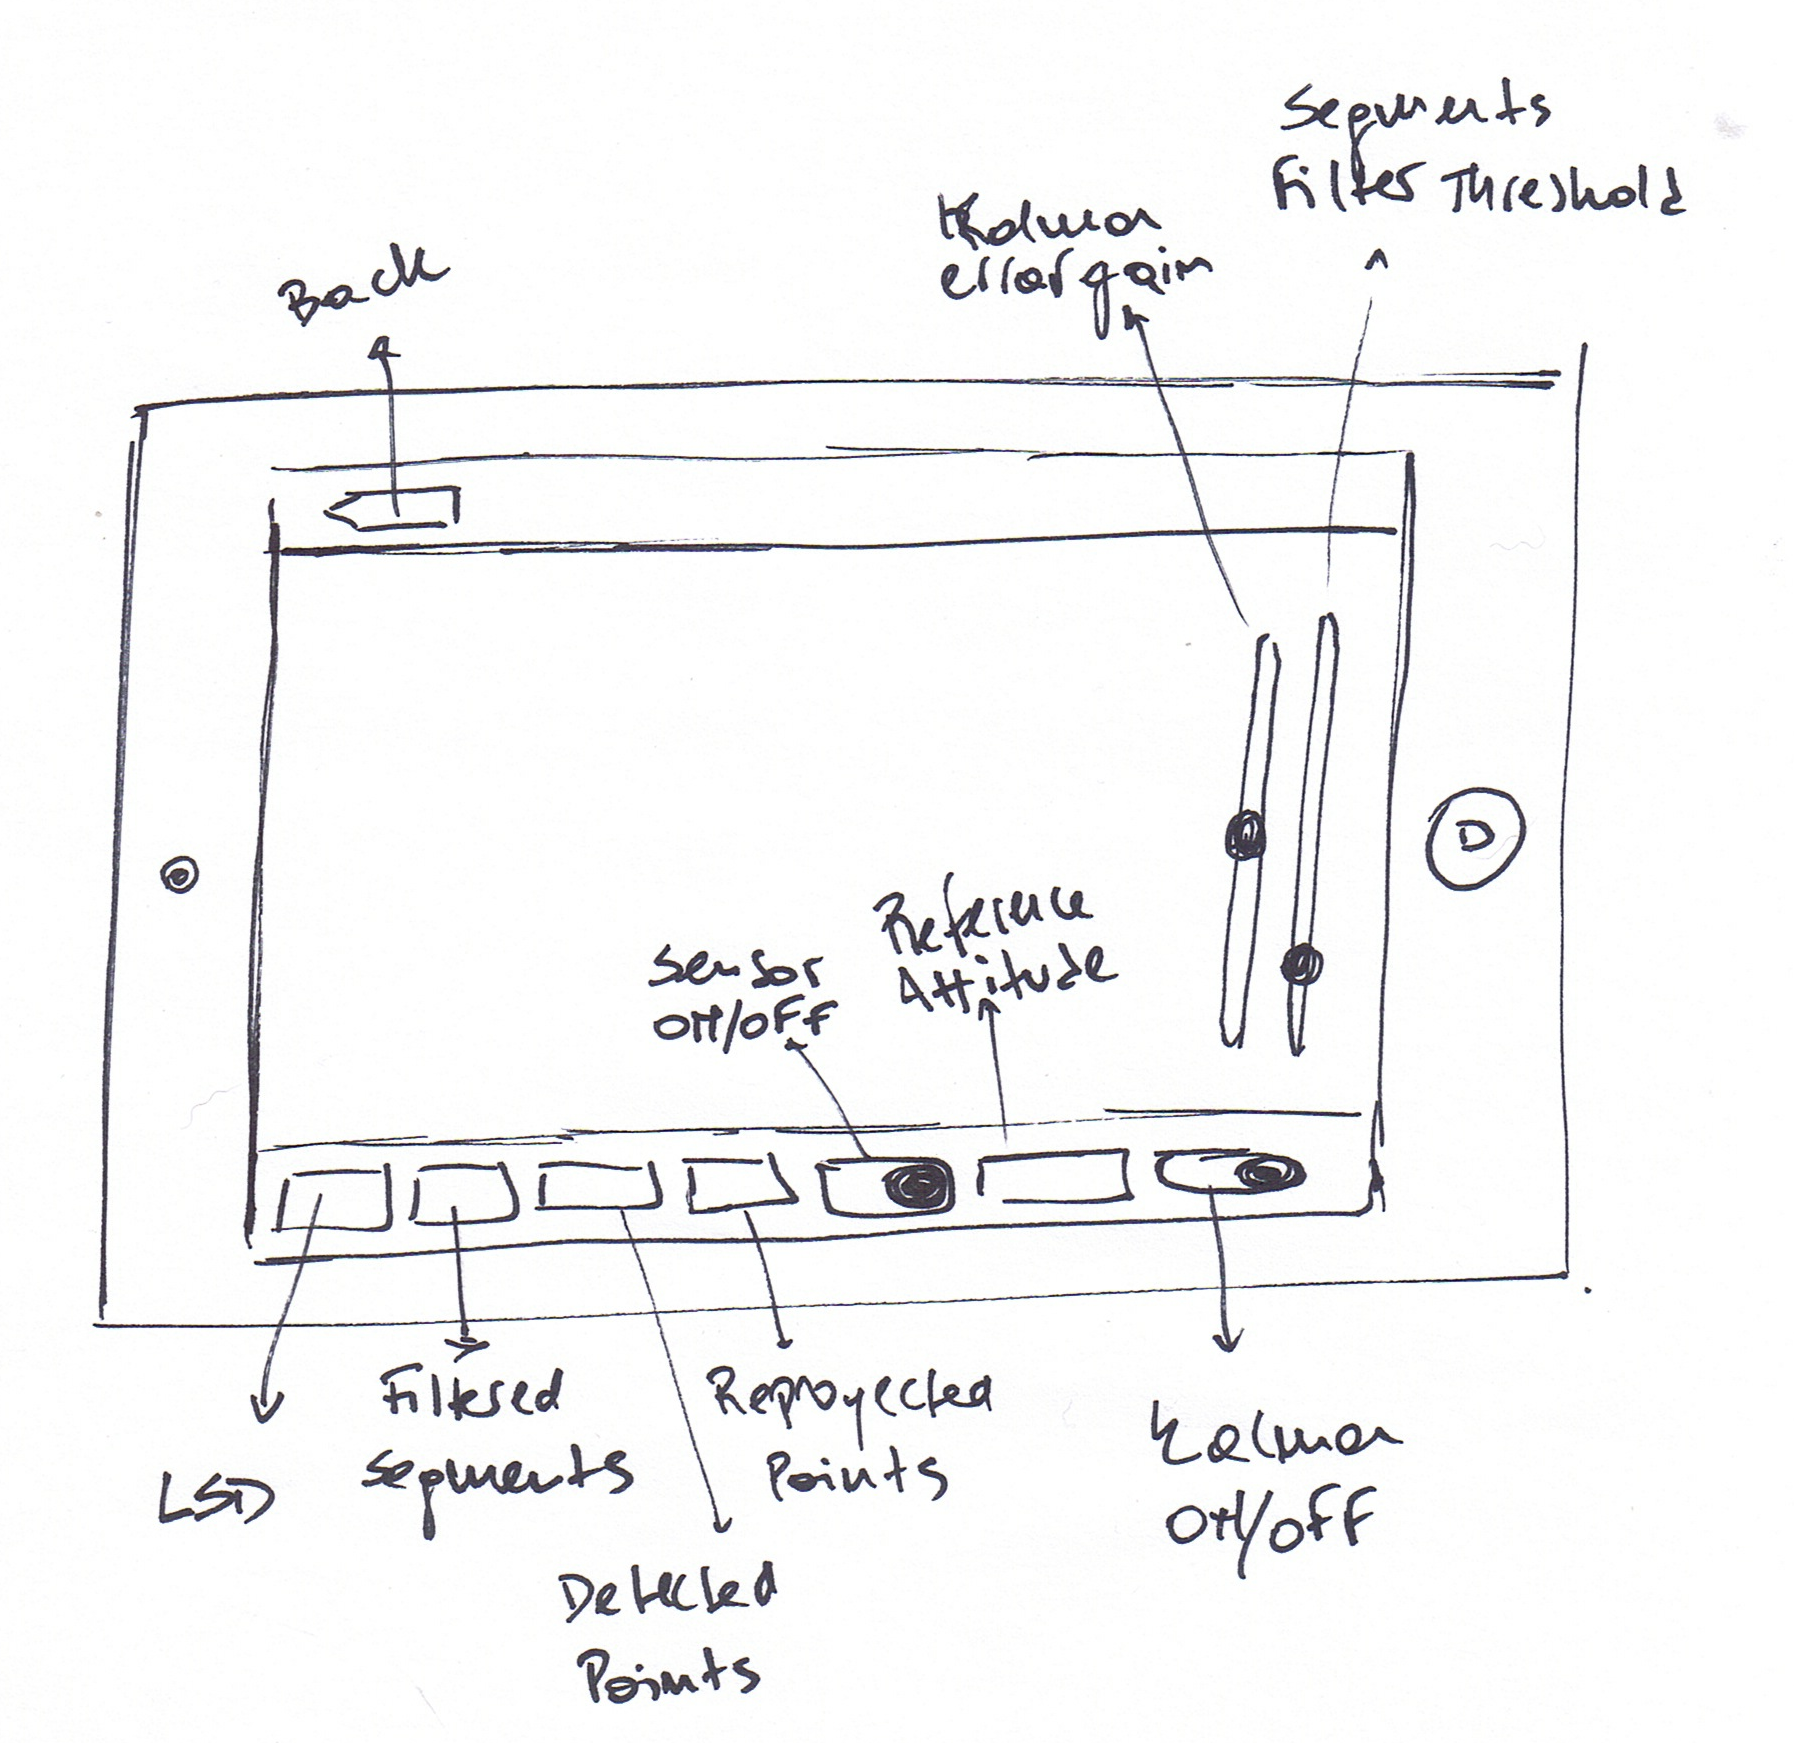 Segments
Filter Threshold
Kalman
error gain
Back
Reference
Attitude
Sensor
ON/OFF
D
LSD
Filtered
Segments
Reproyected
Points
Kalman
ON/OFF
Detected
Points